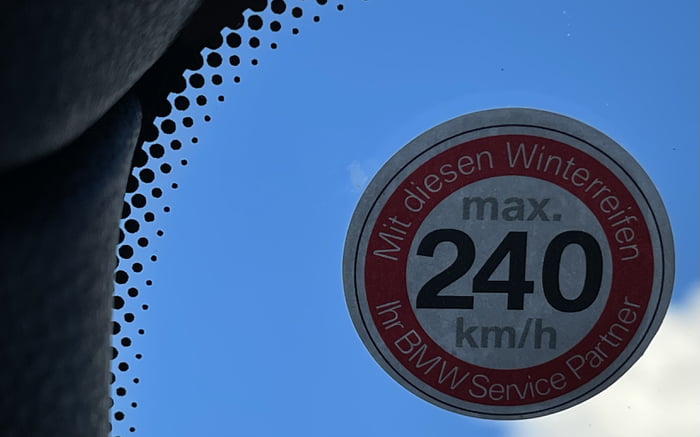 Mit diesen Winterreifen
max.
240
km/h
Ihr BMW Service Partner